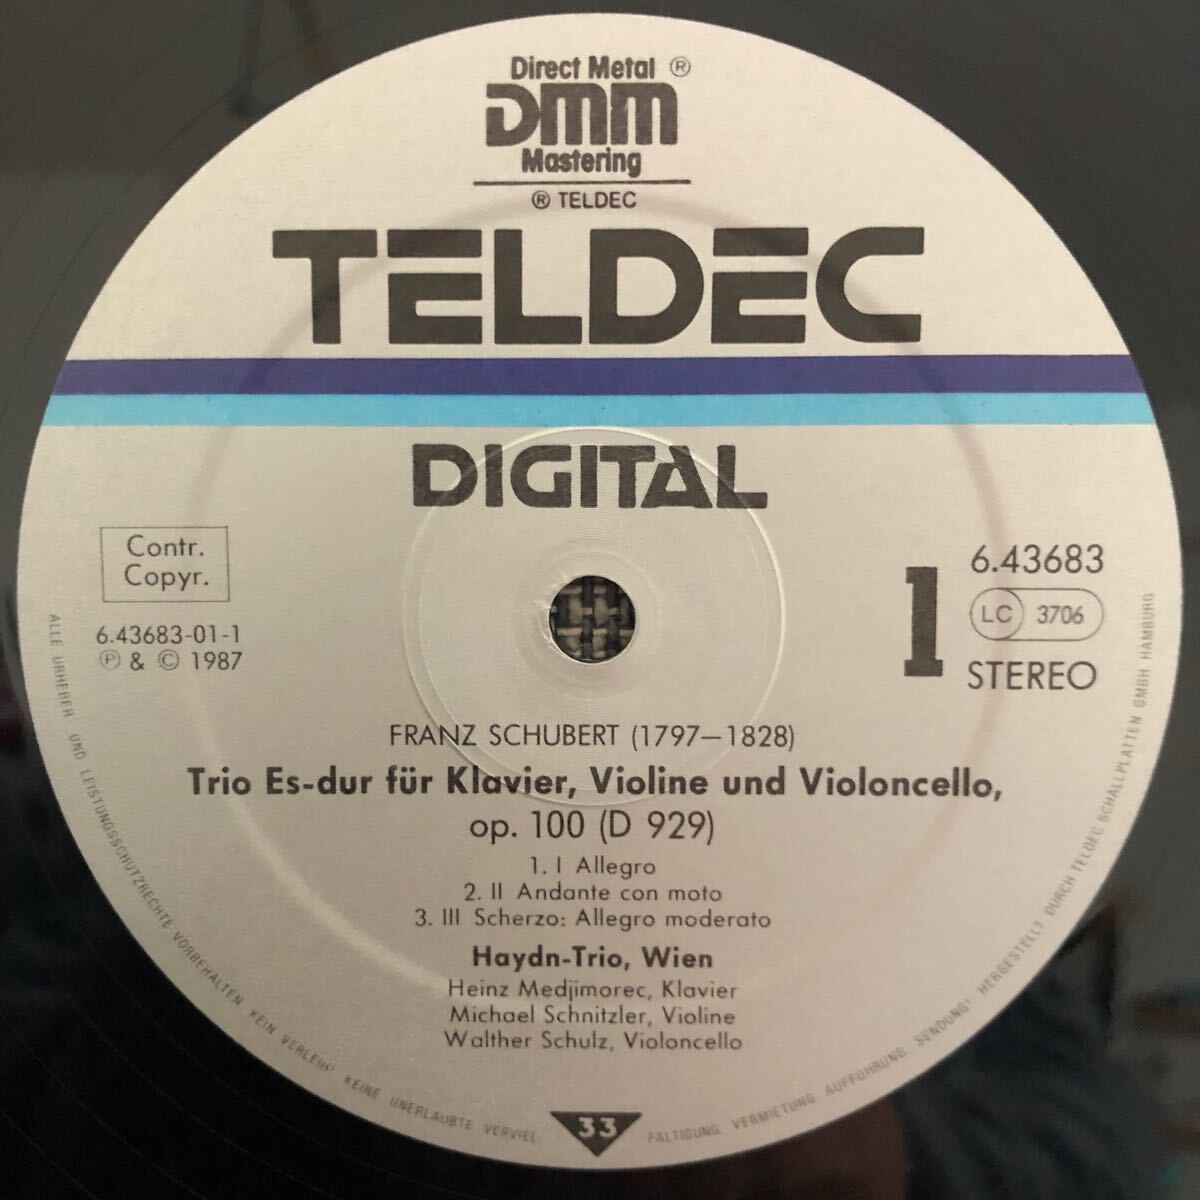 Direct Metal ®
DMM
Mastering
® TELDEC
TELDEC
DIGITAL
Contr.
Copyr.
6.43683-01-1
Ⓟ & © 1987
1
6.43683
LC 3706
STEREO
FRANZ SCHUBERT (1797–1828)
Trio Es-dur für Klavier, Violine und Violoncello,
op. 100 (D 929)
1. I Allegro
2. II Andante con moto
3. III Scherzo: Allegro moderato
Haydn-Trio, Wien
Heinz Medjimorec, Klavier
Michael Schnitzler, Violine
Walther Schulz, Violoncello
33
ALLE URHEBER UND LEISTUNGSSCHUTZRECHTE VORBEHALTEN. KEIN VERLEIH! KEINE UNERLAUBTE VERVIEL FÄLTIGUNG. VERMIETUNG. AUFFÜHRUNG. SENDUNG! HERGESTELLT DURCH TELDEC SCHALLPLATTEN GMBH HAMBURG